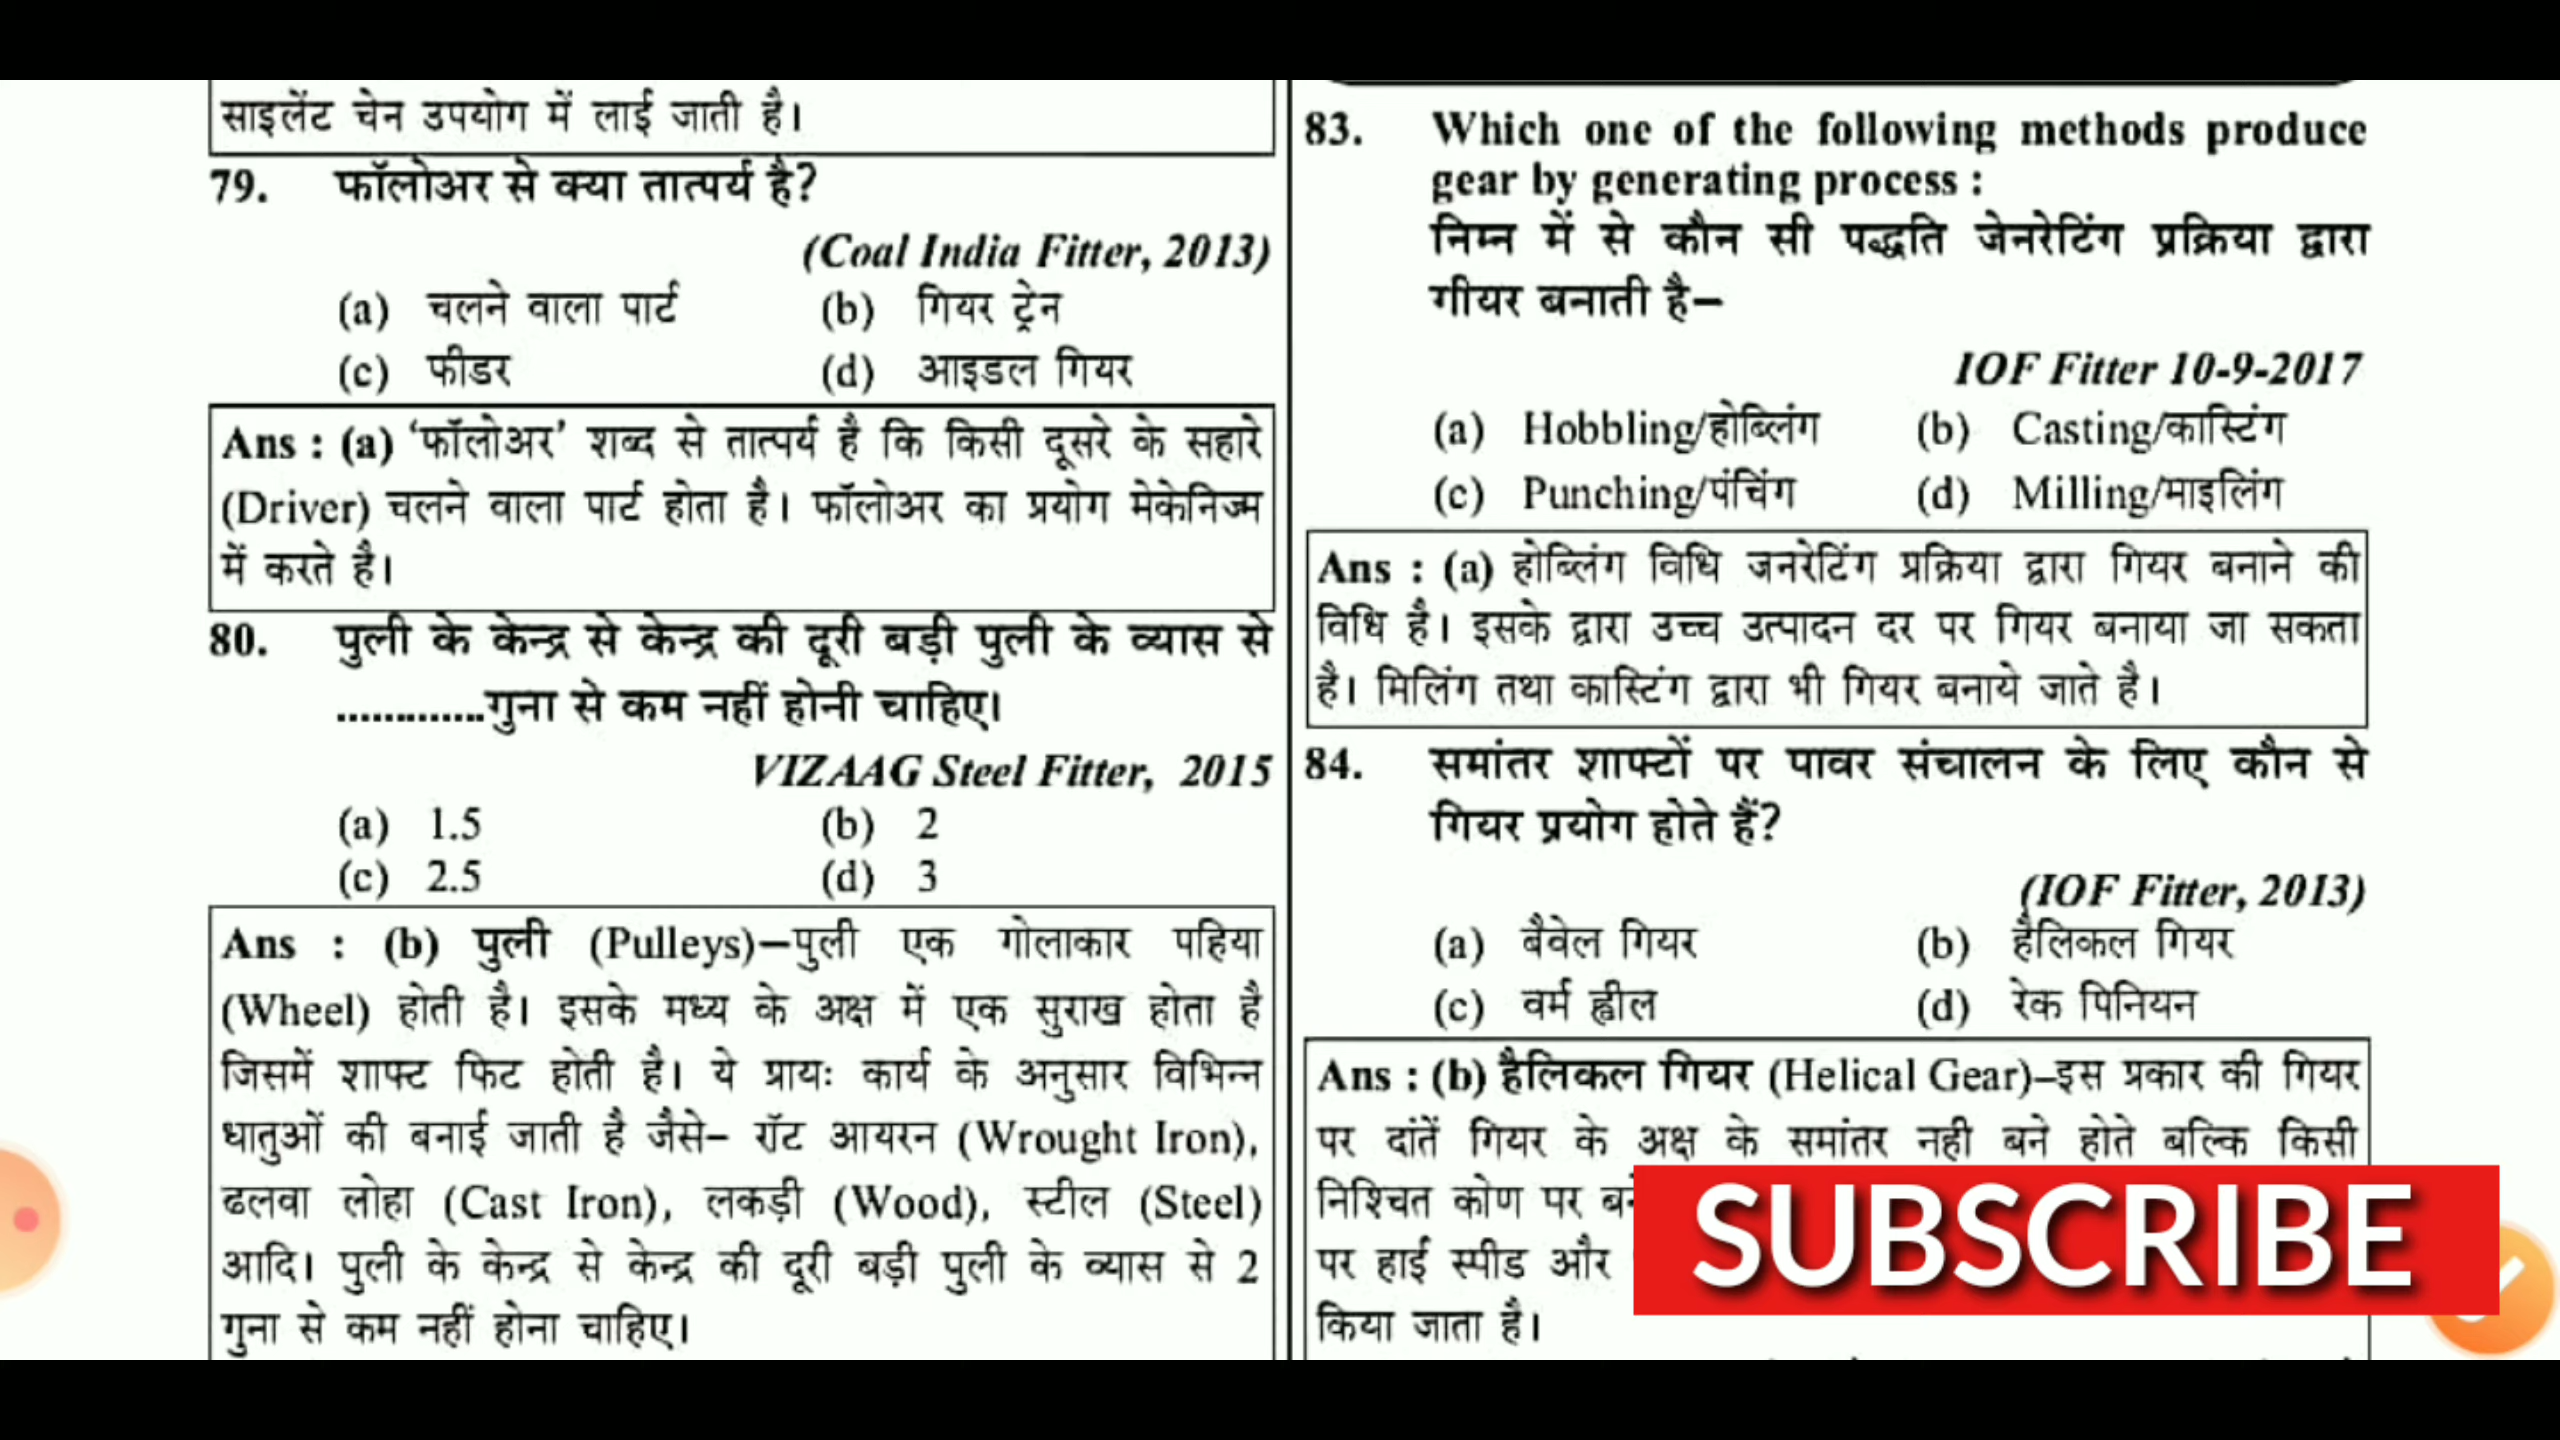 साइलेंट चेन उपयोग में लाई जाती है।
79. फॉलोअर से क्या तात्पर्य है?
(Coal India Fitter, 2013)
(a) चलने वाला पार्ट (b) गियर ट्रेन
(c) फीडर (d) आइडल गियर
Ans : (a) ‘फॉलोअर’ शब्द से तात्पर्य है कि किसी दूसरे के सहारे
(Driver) चलने वाला पार्ट होता है। फॉलोअर का प्रयोग मेकेनिज्म
में करते है।
80. पुली के केन्द्र से केन्द्र की दूरी बड़ी पुली के व्यास से
.............गुना से कम नहीं होनी चाहिए।
VIZAAG Steel Fitter, 2015
(a) 1.5 (b) 2
(c) 2.5 (d) 3
Ans : (b) पुली (Pulleys)–पुली एक गोलाकार पहिया
(Wheel) होती है। इसके मध्य के अक्ष में एक सुराख होता है
जिसमें शाफ्ट फिट होती है। ये प्रायः कार्य के अनुसार विभिन्न
धातुओं की बनाई जाती है जैसे– रॉट आयरन (Wrought Iron),
ढलवा लोहा (Cast Iron), लकड़ी (Wood), स्टील (Steel)
आदि। पुली के केन्द्र से केन्द्र की दूरी बड़ी पुली के व्यास से 2
गुना से कम नहीं होना चाहिए।
83. Which one of the following methods produce
gear by generating process :
निम्न में से कौन सी पद्धति जेनरेटिंग प्रक्रिया द्वारा
गीयर बनाती है–
IOF Fitter 10-9-2017
(a) Hobbling/होब्लिंग (b) Casting/कास्टिंग
(c) Punching/पंचिंग (d) Milling/माइलिंग
Ans : (a) होब्लिंग विधि जनरेटिंग प्रक्रिया द्वारा गियर बनाने की
विधि है। इसके द्वारा उच्च उत्पादन दर पर गियर बनाया जा सकता
है। मिलिंग तथा कास्टिंग द्वारा भी गियर बनाये जाते है।
84. समांतर शाफ्टों पर पावर संचालन के लिए कौन से
गियर प्रयोग होते हैं?
(IOF Fitter, 2013)
(a) बैवेल गियर (b) हैलिकल गियर
(c) वर्म ह्वील (d) रेक पिनियन
Ans : (b) हैलिकल गियर (Helical Gear)–इस प्रकार की गियर
पर दांतें गियर के अक्ष के समांतर नही बने होते बल्कि किसी
निश्चित कोण पर
पर हाई स्पीड और
किया जाता है।
SUBSCRIBE